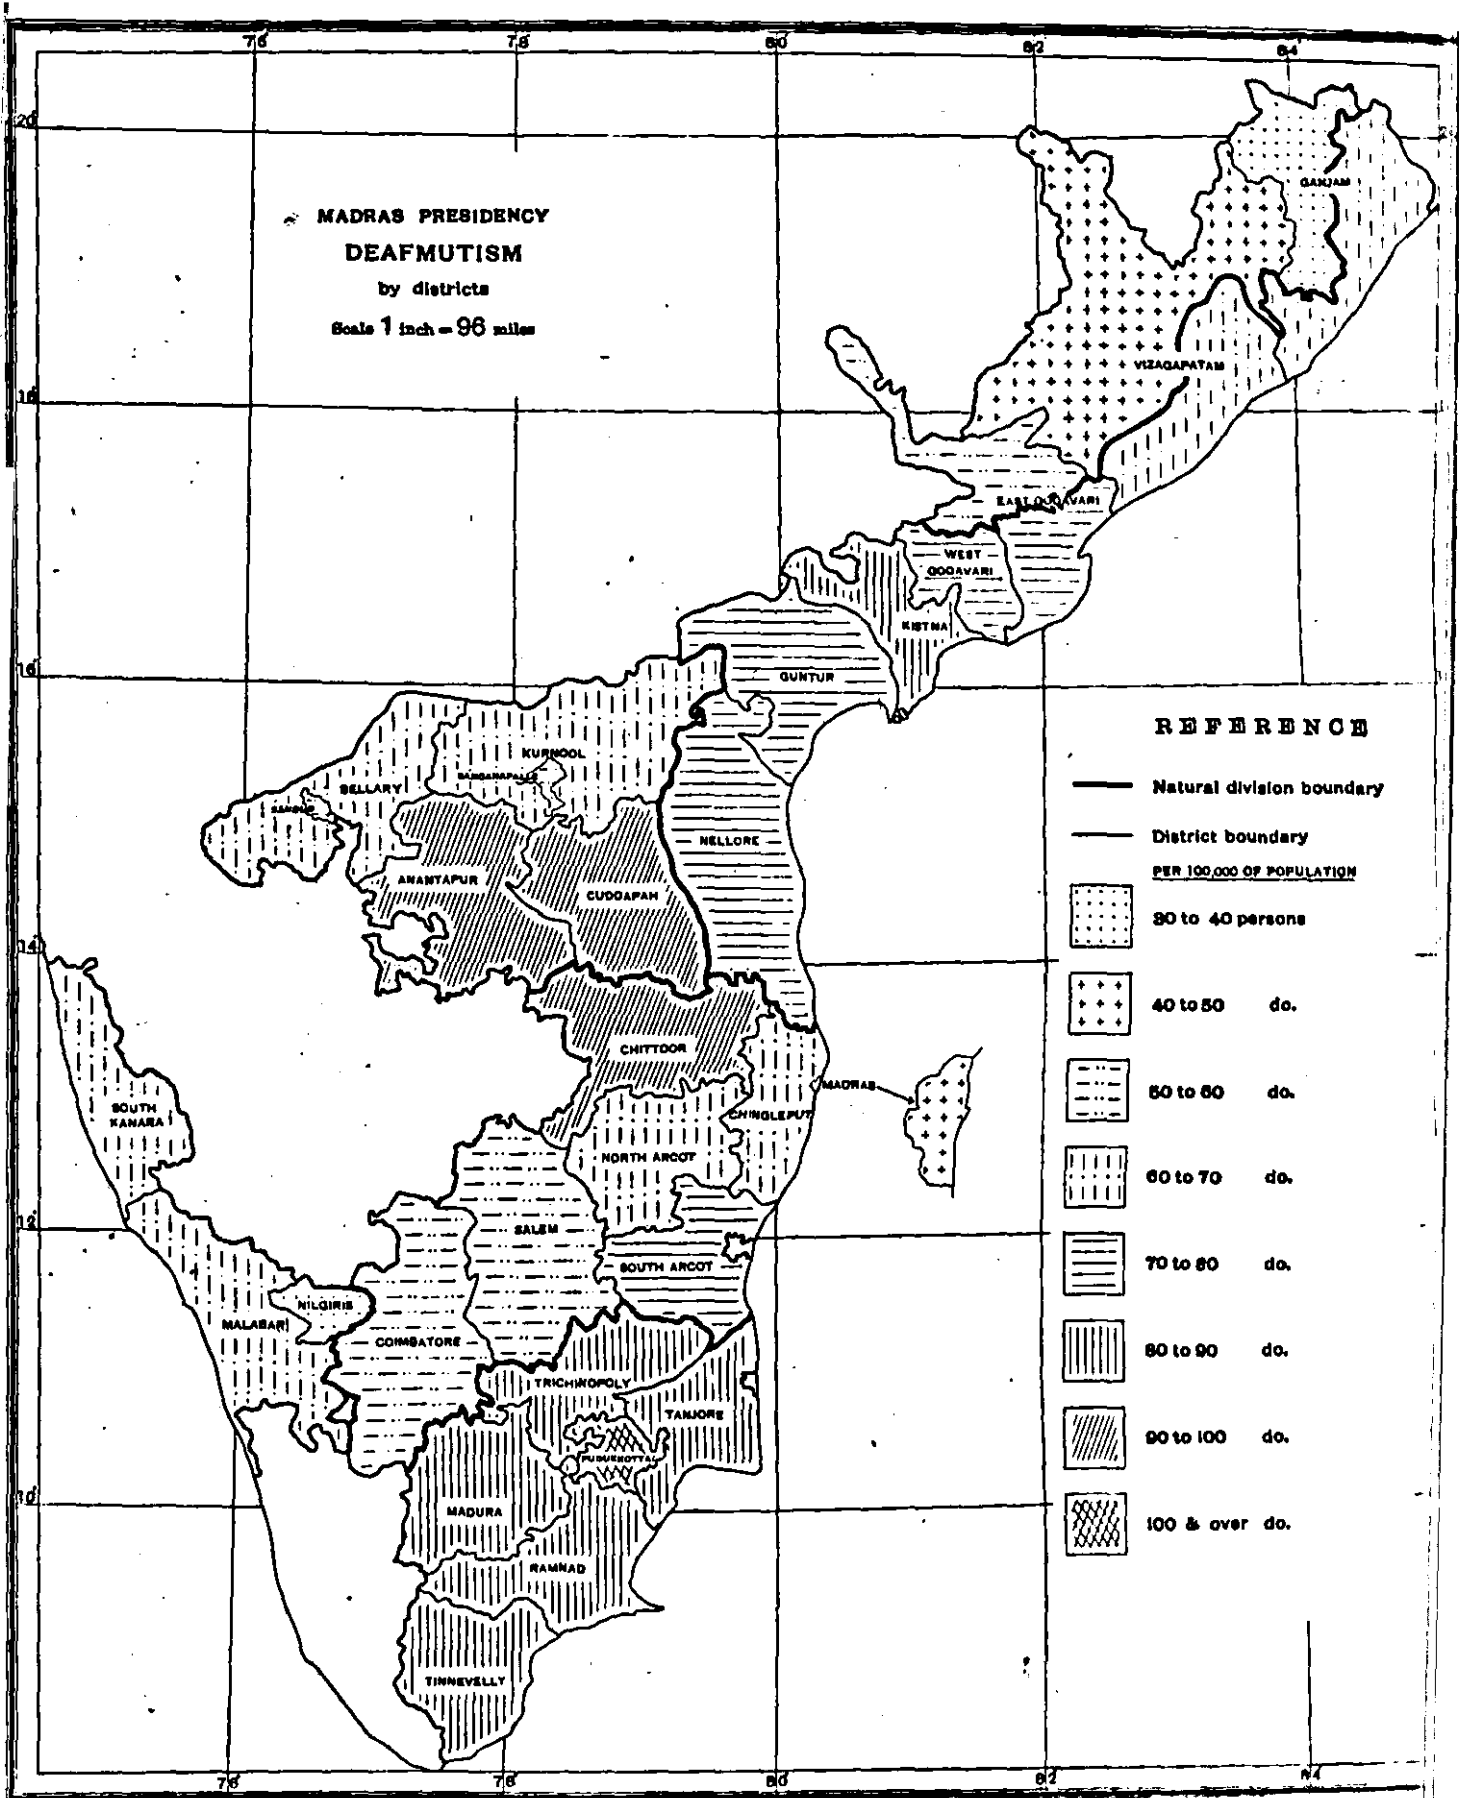 76 78 80 82 84
20
MADRAS PRESIDENCY
DEAFMUTISM
by districts
Scale 1 inch = 96 miles
GANJAM
VIZAGAPATAM
18
EAST GODAVARI
WEST
GODAVARI
KISTNA
16
GUNTUR
KURNOOL
BANGANAPALLE
BELLARY
SANDUR
NELLORE
ANANTAPUR
CUDDAPAH
14
CHITTOOR
MADRAS
SOUTH
KANARA
CHINGLEPUT
NORTH ARCOT
12
SALEM
SOUTH ARCOT
NILGIRIS
MALABAR
COIMBATORE
TRICHINOPOLY
TANJORE
PUDUKKOTTAI
10
MADURA
RAMNAD
TINNEVELLY
REFERENCE
Natural division boundary
District boundary
PER 100,000 OF POPULATION
30 to 40 persons
40 to 50 do.
50 to 60 do.
60 to 70 do.
70 to 80 do.
80 to 90 do.
90 to 100 do.
100 & over do.
76 78 80 82 84